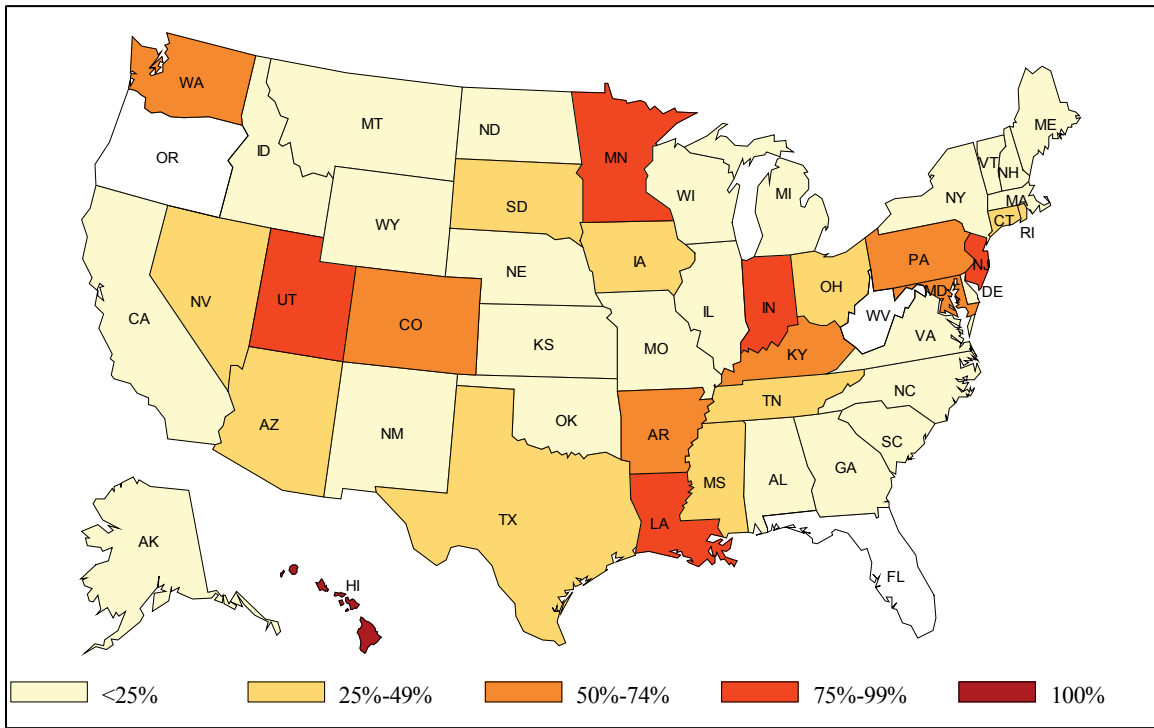 WA
MT
ND
MN
ME
VT
NH
OR
ID
WI
MI
NY
MA
SD
CT
RI
WY
IA
PA
NJ
NE
OH
MD
DE
NV
UT
IL
IN
WV
CA
CO
KS
MO
KY
VA
AZ
NM
OK
AR
TN
NC
SC
MS
AL
GA
TX
LA
AK
HI
FL
<25% 25%-49% 50%-74% 75%-99% 100%